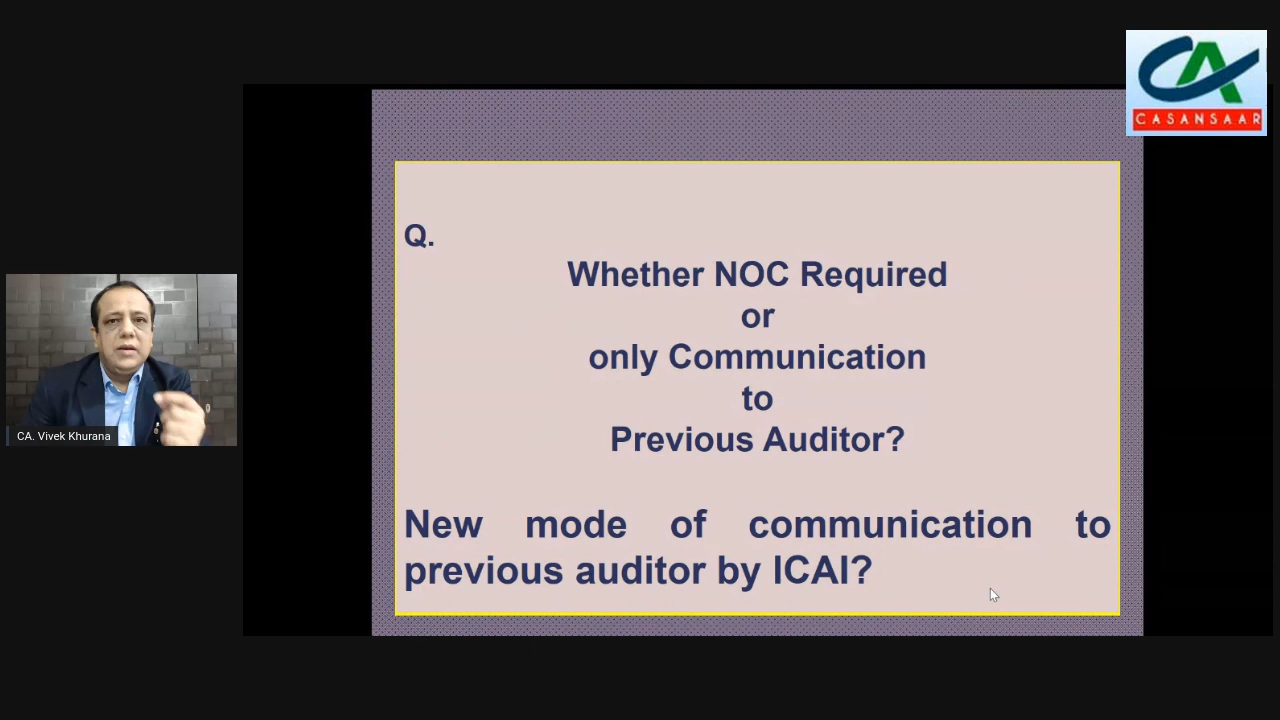 CASANSAAR
Q.
Whether NOC Required
or
only Communication
to
Previous Auditor?
New mode of communication to
previous auditor by ICAI?
CA. Vivek Khurana